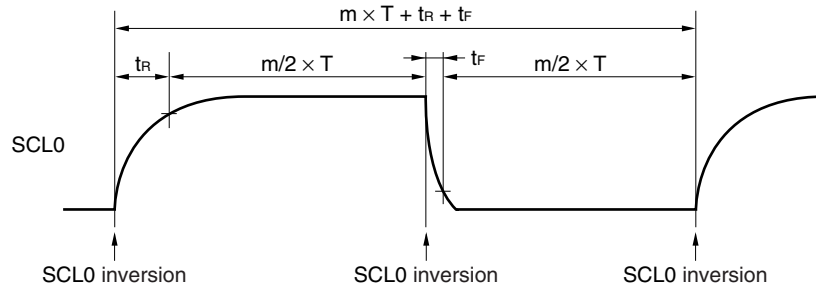 m × T + tR + tF
tR
m/2 × T
tF
m/2 × T
SCL0
SCL0 inversion
SCL0 inversion
SCL0 inversion